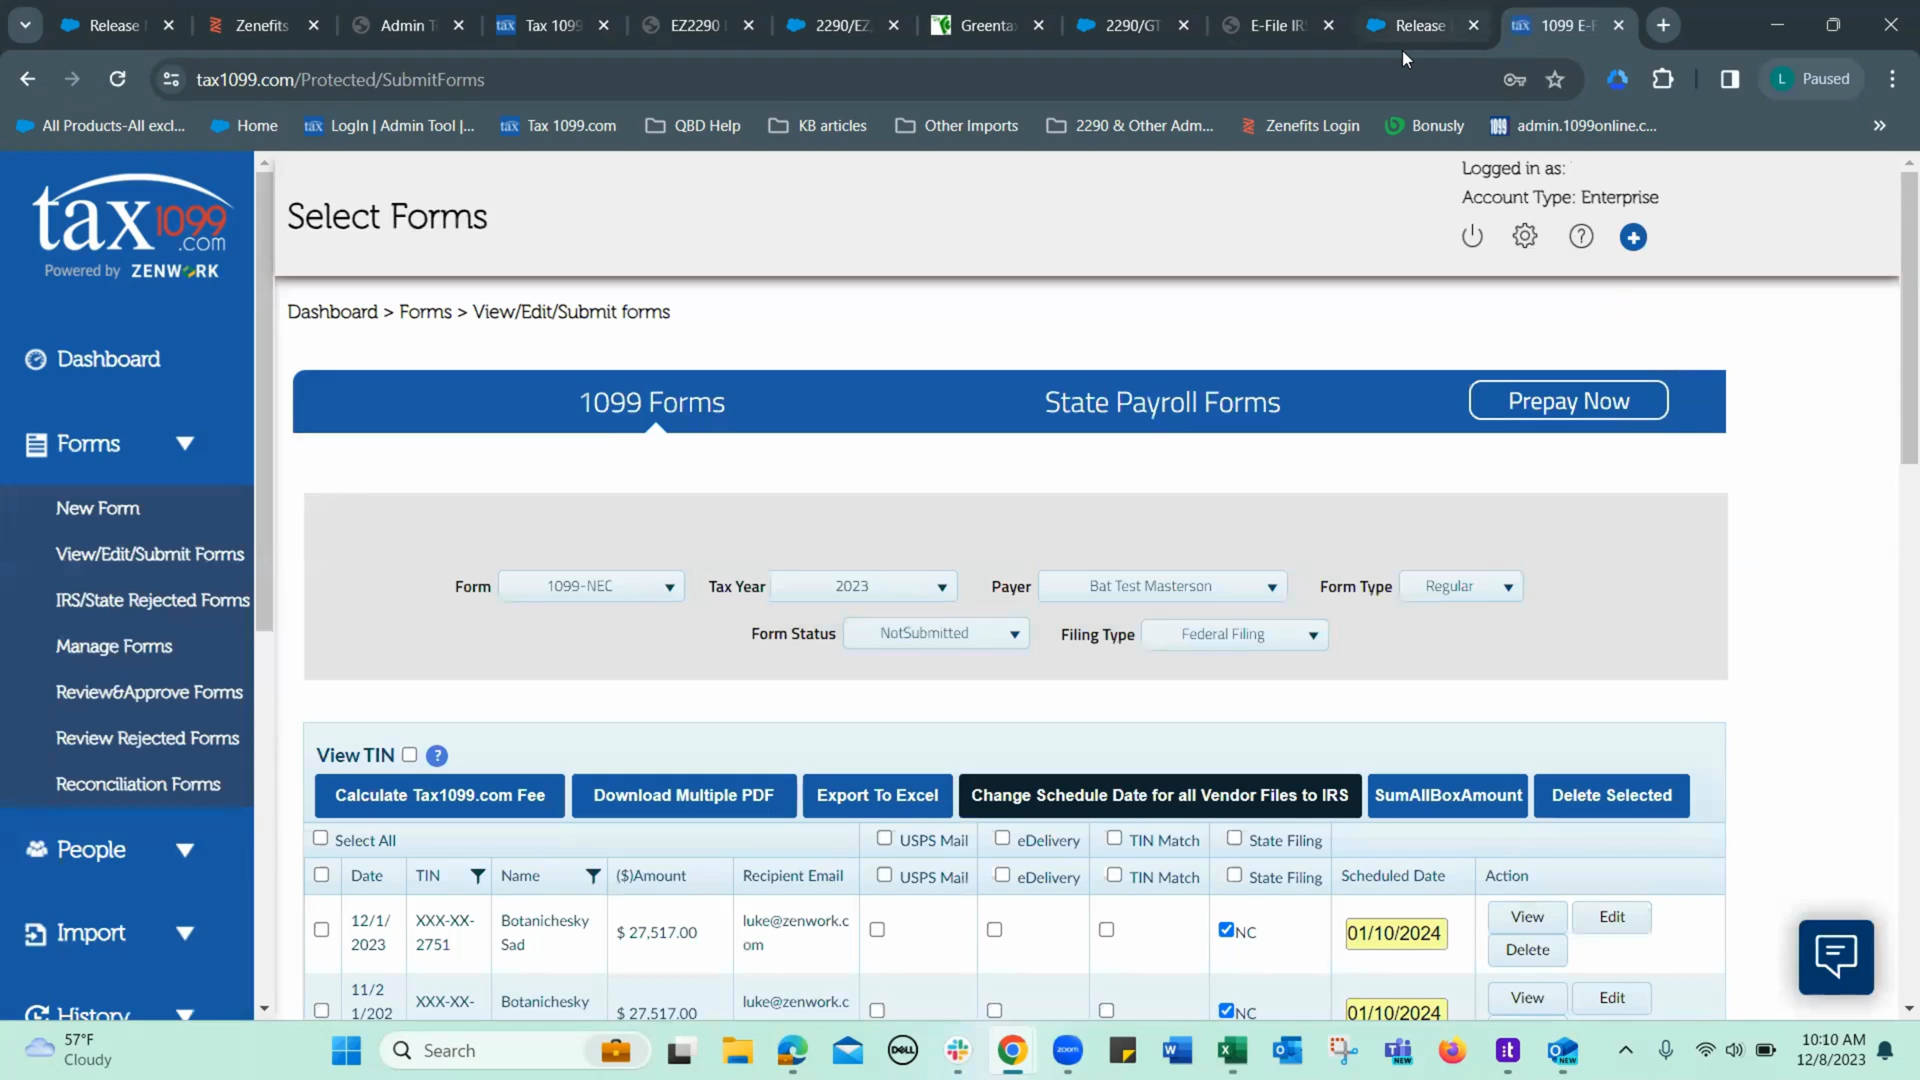 Release
Zenefits
Admin T
Tax 1099
EZ2290
2290/EZ
Greenta
2290/GT
E-File IR
Release
1099 E-F
tax1099.com/Protected/SubmitForms
L Paused
All Products-All excl...
Home
LogIn | Admin Tool |...
Tax 1099.com
QBD Help
KB articles
Other Imports
2290 & Other Adm...
Zenefits Login
Bonusly
admin.1099online.c...
»
tax1099.com
Powered by ZENWORK
Dashboard
Forms
New Form
View/Edit/Submit Forms
IRS/State Rejected Forms
Manage Forms
Review&Approve Forms
Review Rejected Forms
Reconciliation Forms
People
Import
History
Select Forms
Logged in as:
Account Type: Enterprise
Dashboard > Forms > View/Edit/Submit forms
1099 Forms
State Payroll Forms
Prepay Now
Form 1099-NEC Tax Year 2023 Payer Bat Test Masterson Form Type Regular
Form Status NotSubmitted Filing Type Federal Filing
View TIN ?
Calculate Tax1099.com Fee
Download Multiple PDF
Export To Excel
Change Schedule Date for all Vendor Files to IRS
SumAllBoxAmount
Delete Selected
Select All USPS Mail eDelivery TIN Match State Filing
Date TIN Name ($)Amount Recipient Email USPS Mail eDelivery TIN Match State Filing Scheduled Date Action
12/1/
2023
XXX-XX-
2751
Botanichesky
Sad
$ 27,517.00
luke@zenwork.c
om
NC
01/10/2024
View
Edit
Delete
11/2
1/202
XXX-XX-
Botanichesky
$ 27,517.00
luke@zenwork.c
NC
01/10/2024
View
Edit
57°F
Cloudy
Search
DELL
zoom
NEW
NEW
10:10 AM
12/8/2023